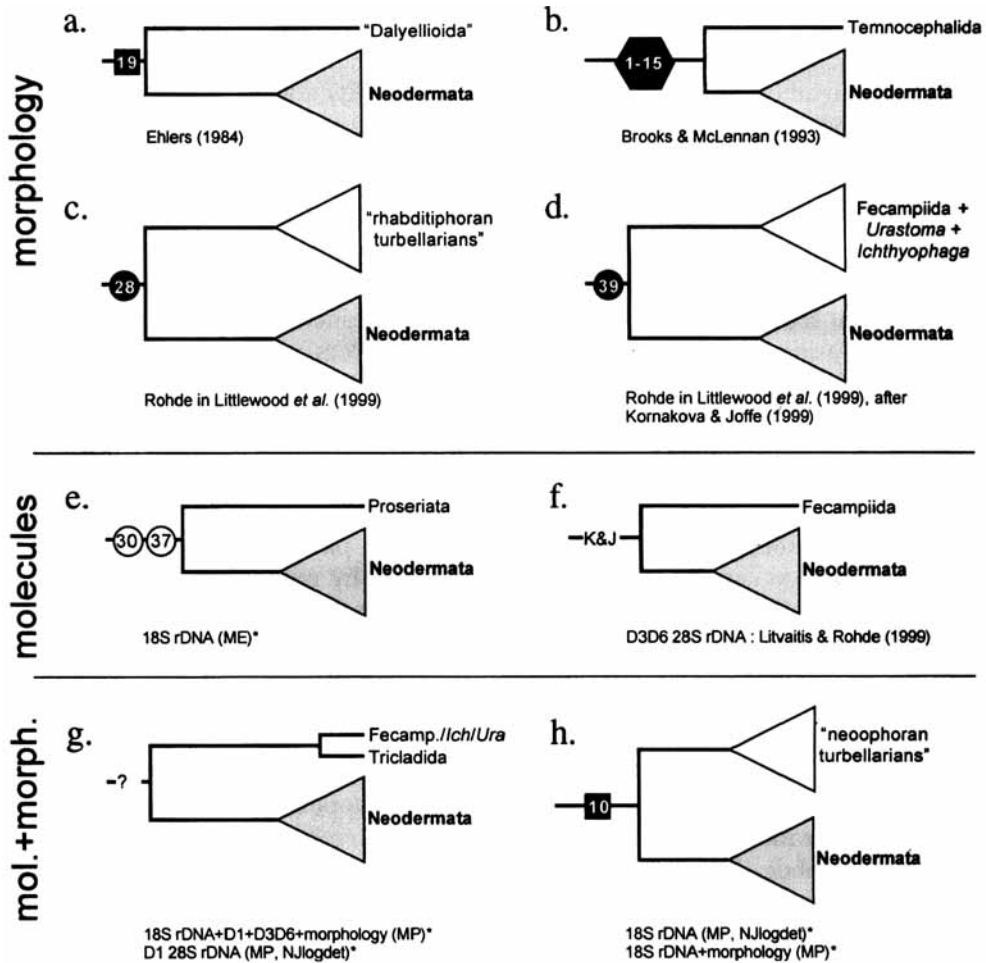 morphology
a.
"Dalyellioida"
19
Neodermata
Ehlers (1984)
b.
Temnocephalida
1-15
Neodermata
Brooks & McLennan (1993)
c.
"rhabditiphoran
turbellarians"
28
Neodermata
Rohde in Littlewood et al. (1999)
d.
Fecampiida +
Urastoma +
Ichthyophaga
39
Neodermata
Rohde in Littlewood et al. (1999), after
Kornakova & Joffe (1999)
molecules
e.
Proseriata
30 37
Neodermata
18S rDNA (ME)*
f.
Fecampiida
K&J
Neodermata
D3D6 28S rDNA : Litvaitis & Rohde (1999)
mol.+morph.
g.
Fecamp./Ich/Ura
Tricladida
?
Neodermata
18S rDNA+D1+D3D6+morphology (MP)*
D1 28S rDNA (MP, NJlogdet)*
h.
"neoophoran
turbellarians"
10
Neodermata
18S rDNA (MP, NJlogdet)*
18S rDNA+morphology (MP)*